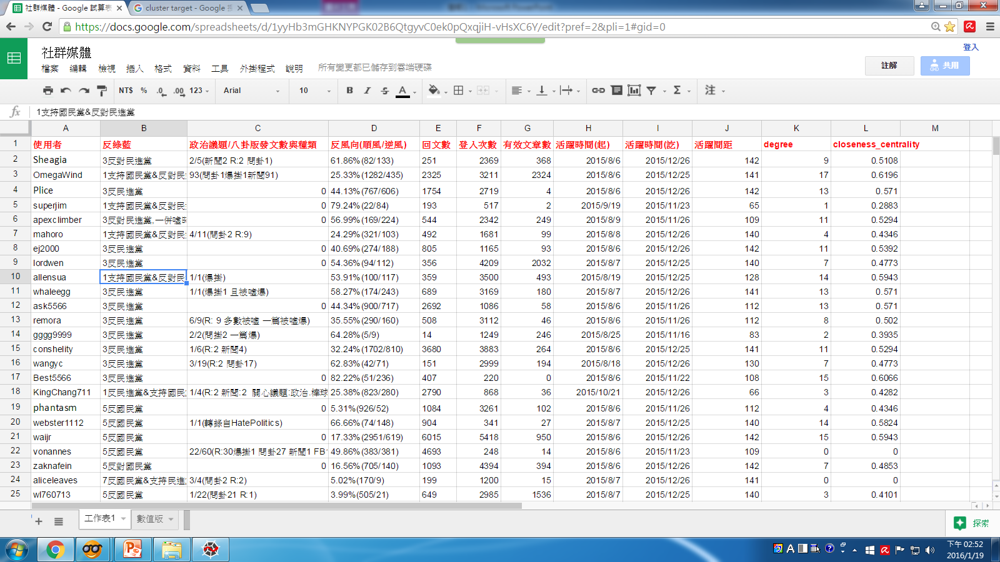 社群媒體 - Google 試算表
cluster target - Google 搜
https://docs.google.com/spreadsheets/d/1yyHb3mGHKNYPGK02B6QtgyvC0ek0pQxqjiH-vHsXC6Y/edit?pref=2&pli=1#gid=0
登入
社群媒體
檔案 編輯 檢視 插入 格式 資料 工具 外掛程式 說明 所有變更都已儲存到雲端硬碟
註解 共用
NT$ % .0 .00 123 Arial 10 B I S A Σ 注
fx 1支持國民黨&反對民進黨
A B C D E F G H I J K L M
1 使用者 反綠藍 政治議題/八卦版發文數與種類 反風向(順風/逆風) 回文數 登入次數 有效文章數 活躍時間(起) 活躍時間(訖) 活躍間距 degree closeness_centrality
2 Sheagia 3反對民進黨 2/5(新聞2 R:2 問卦1) 61.86%(82/133) 251 2369 368 2015/8/6 2015/12/26 142 9 0.5108
3 OmegaWind 1支持國民黨&反對民 93(問卦1爆掛1新聞91) 25.33%(1282/435) 2325 3211 2324 2015/8/6 2015/12/25 141 17 0.6196
4 Plice 3反民進黨 0 44.13%(767/606) 1754 2719 4 2015/8/6 2015/12/26 142 13 0.571
5 superjim 1支持國民黨&反對民 0 79.24%(22/84) 193 517 2 2015/9/19 2015/11/23 65 1 0.2883
6 apexclimber 3反對民進黨,一併噓 0 56.99%(169/224) 544 2342 249 2015/8/9 2015/11/26 109 11 0.5294
7 mahoro 1支持國民黨&反對民 4/11(問卦2 R:9) 24.29%(321/103) 492 1681 99 2015/8/8 2015/12/26 140 4 0.4346
8 ej2000 3反民進黨 0 40.69%(274/188) 805 1165 93 2015/8/6 2015/12/26 142 11 0.5392
9 lordwen 3反民進黨 0 54.36%(94/112) 356 4209 2032 2015/8/7 2015/12/25 140 7 0.4773
10 allensua 1支持國民黨&反對民 1/1(爆掛) 53.91%(100/117) 359 3500 493 2015/8/19 2015/12/25 128 14 0.5943
11 whaleegg 3反民進黨 1/1(爆掛1 且被噓爆) 58.27%(174/243) 689 3169 180 2015/8/7 2015/12/26 141 13 0.571
12 ask5566 3反民進黨 0 44.34%(900/717) 2692 1086 58 2015/8/6 2015/11/26 112 13 0.571
13 remora 3反民進黨 6/9(R: 9 多數被噓 一篇被噓爆) 35.55%(290/160) 508 3112 46 2015/8/6 2015/11/26 112 8 0.502
14 gggg9999 3反民進黨 2/2(問掛2 一篇爆) 64.28%(5/9) 14 1249 246 2015/8/25 2015/11/16 83 2 0.3935
15 conshelity 3反民進黨 1/6(R:2 新聞4) 32.24%(1702/810) 3680 3883 264 2015/8/6 2015/12/25 141 11 0.5294
16 wangyc 3反民進黨 3/19(R:2 問卦17) 62.83%(42/71) 151 2999 194 2015/8/18 2015/12/26 130 7 0.4773
17 Best5566 3反民進黨 0 82.22%(51/236) 407 220 0 2015/8/6 2015/11/22 108 15 0.6066
18 KingChang711 1反民進黨&支持國民 1/4(R:2 新聞:2 關心議題:政治.棒球 25.38%(823/280) 2790 868 36 2015/10/21 2015/12/26 66 3 0.4282
19 phantasm 5反國民黨 0 5.31%(926/52) 1084 3261 102 2015/8/6 2015/11/26 112 4 0.4346
20 webster1112 5反國民黨 1/1(轉錄自HatePolitics) 66.66%(74/148) 904 341 27 2015/8/7 2015/12/25 140 14 0.5824
21 waijr 5反國民黨 0 17.33%(2951/619) 6015 5418 950 2015/8/6 2015/12/26 142 15 0.5943
22 vonannes 5反國民黨 22/60(R:30爆掛1 問卦27 新聞1 FB 49.86%(383/381) 4693 248 14 2015/8/6 2015/11/23 109 0 0
23 zaknafein 5反對國民黨 0 16.56%(705/140) 1093 4394 394 2015/8/6 2015/12/26 142 7 0.4853
24 aliceleaves 7反國民黨&支持民進 3/4(問卦2 R:2) 5.02%(170/9) 199 1200 15 2015/8/7 2015/12/26 141 0 0
25 wl760713 5反國民黨 1/22(問卦21 R:1) 3.99%(505/21) 649 2985 1536 2015/8/7 2015/12/25 140 3 0.4101
工作表1 數值版 探索
下午 02:52
2016/1/19